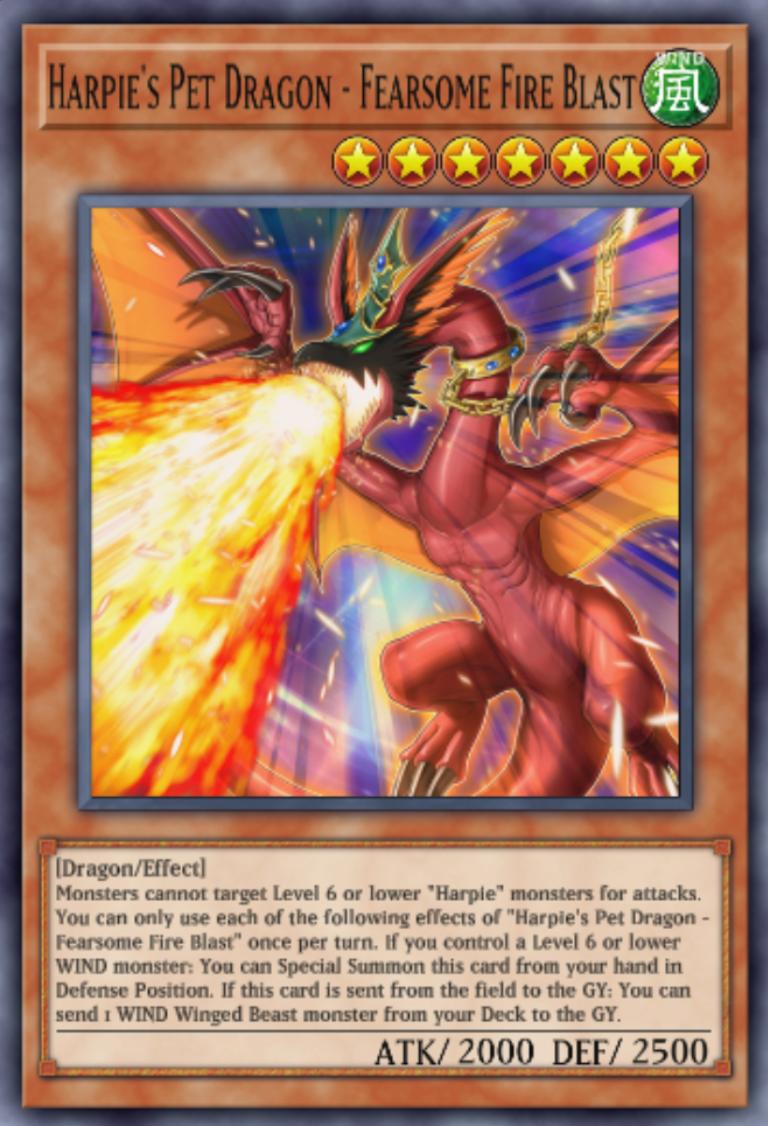 Harpie's Pet Dragon - Fearsome Fire Blast
WIND
風
[Dragon/Effect]
Monsters cannot target Level 6 or lower "Harpie" monsters for attacks.
You can only use each of the following effects of "Harpie's Pet Dragon -
Fearsome Fire Blast" once per turn. If you control a Level 6 or lower
WIND monster: You can Special Summon this card from your hand in
Defense Position. If this card is sent from the field to the GY: You can
send 1 WIND Winged Beast monster from your Deck to the GY.
ATK/ 2000 DEF/ 2500